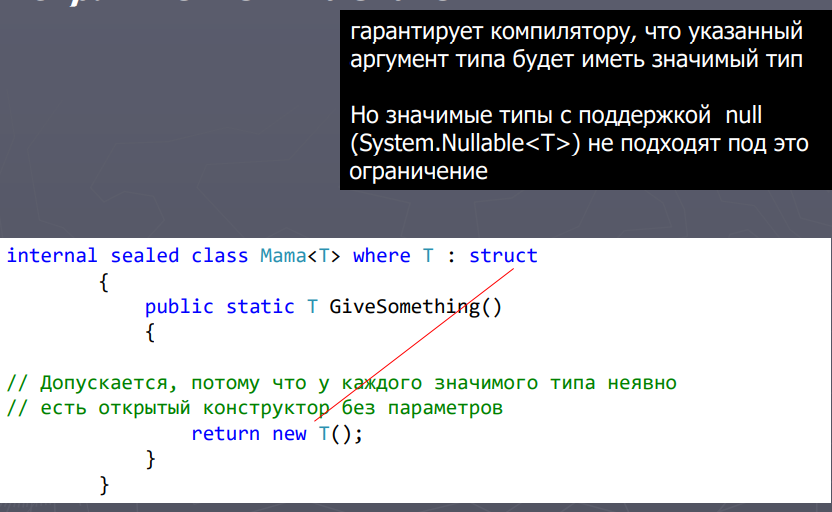 гарантирует компилятору, что указанный
аргумент типа будет иметь значимый тип
Но значимые типы с поддержкой null
(System.Nullable<T>) не подходят под это
ограничение
internal sealed class Mama<T> where T : struct
{
public static T GiveSomething()
{
// Допускается, потому что у каждого значимого типа неявно
// есть открытый конструктор без параметров
return new T();
}
}